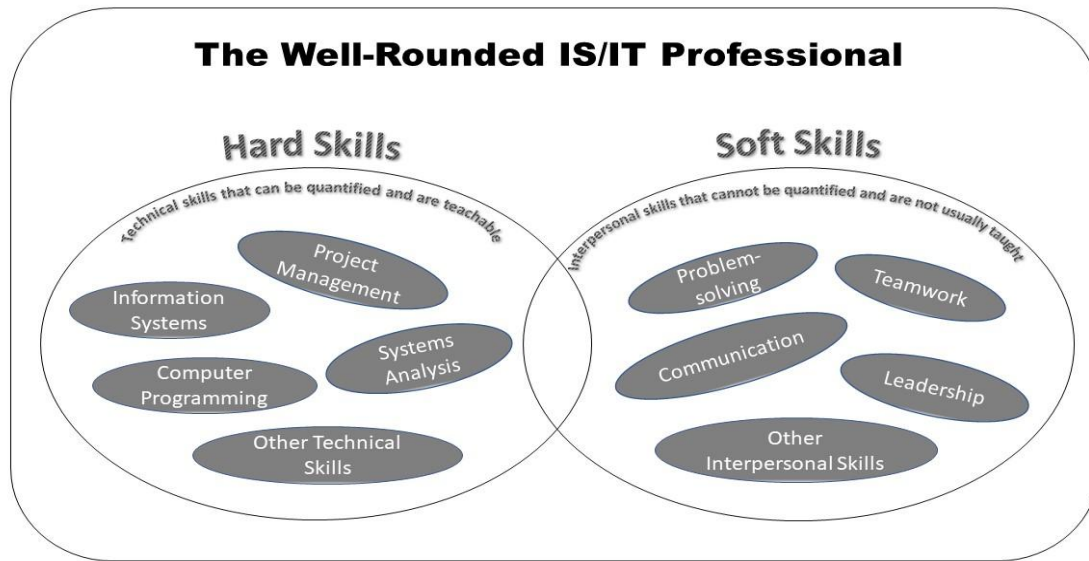 The Well-Rounded IS/IT Professional
Hard Skills
Technical skills that can be quantified and are teachable
Project
Management
Information
Systems
Systems
Analysis
Computer
Programming
Other Technical
Skills
Soft Skills
Interpersonal skills that cannot be quantified and are not usually taught
Problem-
solving
Teamwork
Communication
Leadership
Other
Interpersonal Skills